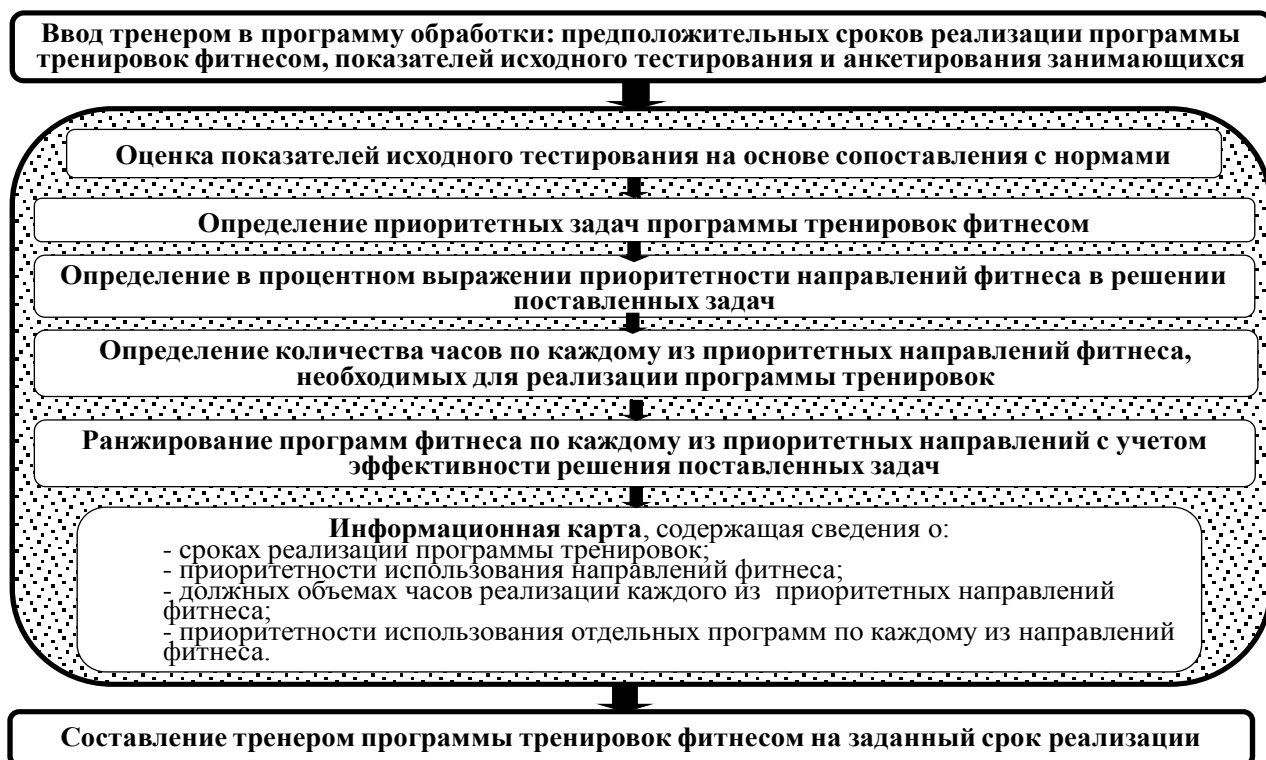 Ввод тренером в программу обработки: предположительных сроков реализации программы
тренировок фитнесом, показателей исходного тестирования и анкетирования занимающихся
Оценка показателей исходного тестирования на основе сопоставления с нормами
Определение приоритетных задач программы тренировок фитнесом
Определение в процентном выражении приоритетности направлений фитнеса в решении
поставленных задач
Определение количества часов по каждому из приоритетных направлений фитнеса,
необходимых для реализации программы тренировок
Ранжирование программ фитнеса по каждому из приоритетных направлений с учетом
эффективности решения поставленных задач
Информационная карта, содержащая сведения о:
- сроках реализации программы тренировок;
- приоритетности использования направлений фитнеса;
- должных объемах часов реализации каждого из приоритетных направлений
фитнеса;
- приоритетности использования отдельных программ по каждому из направлений
фитнеса.
Составление тренером программы тренировок фитнесом на заданный срок реализации